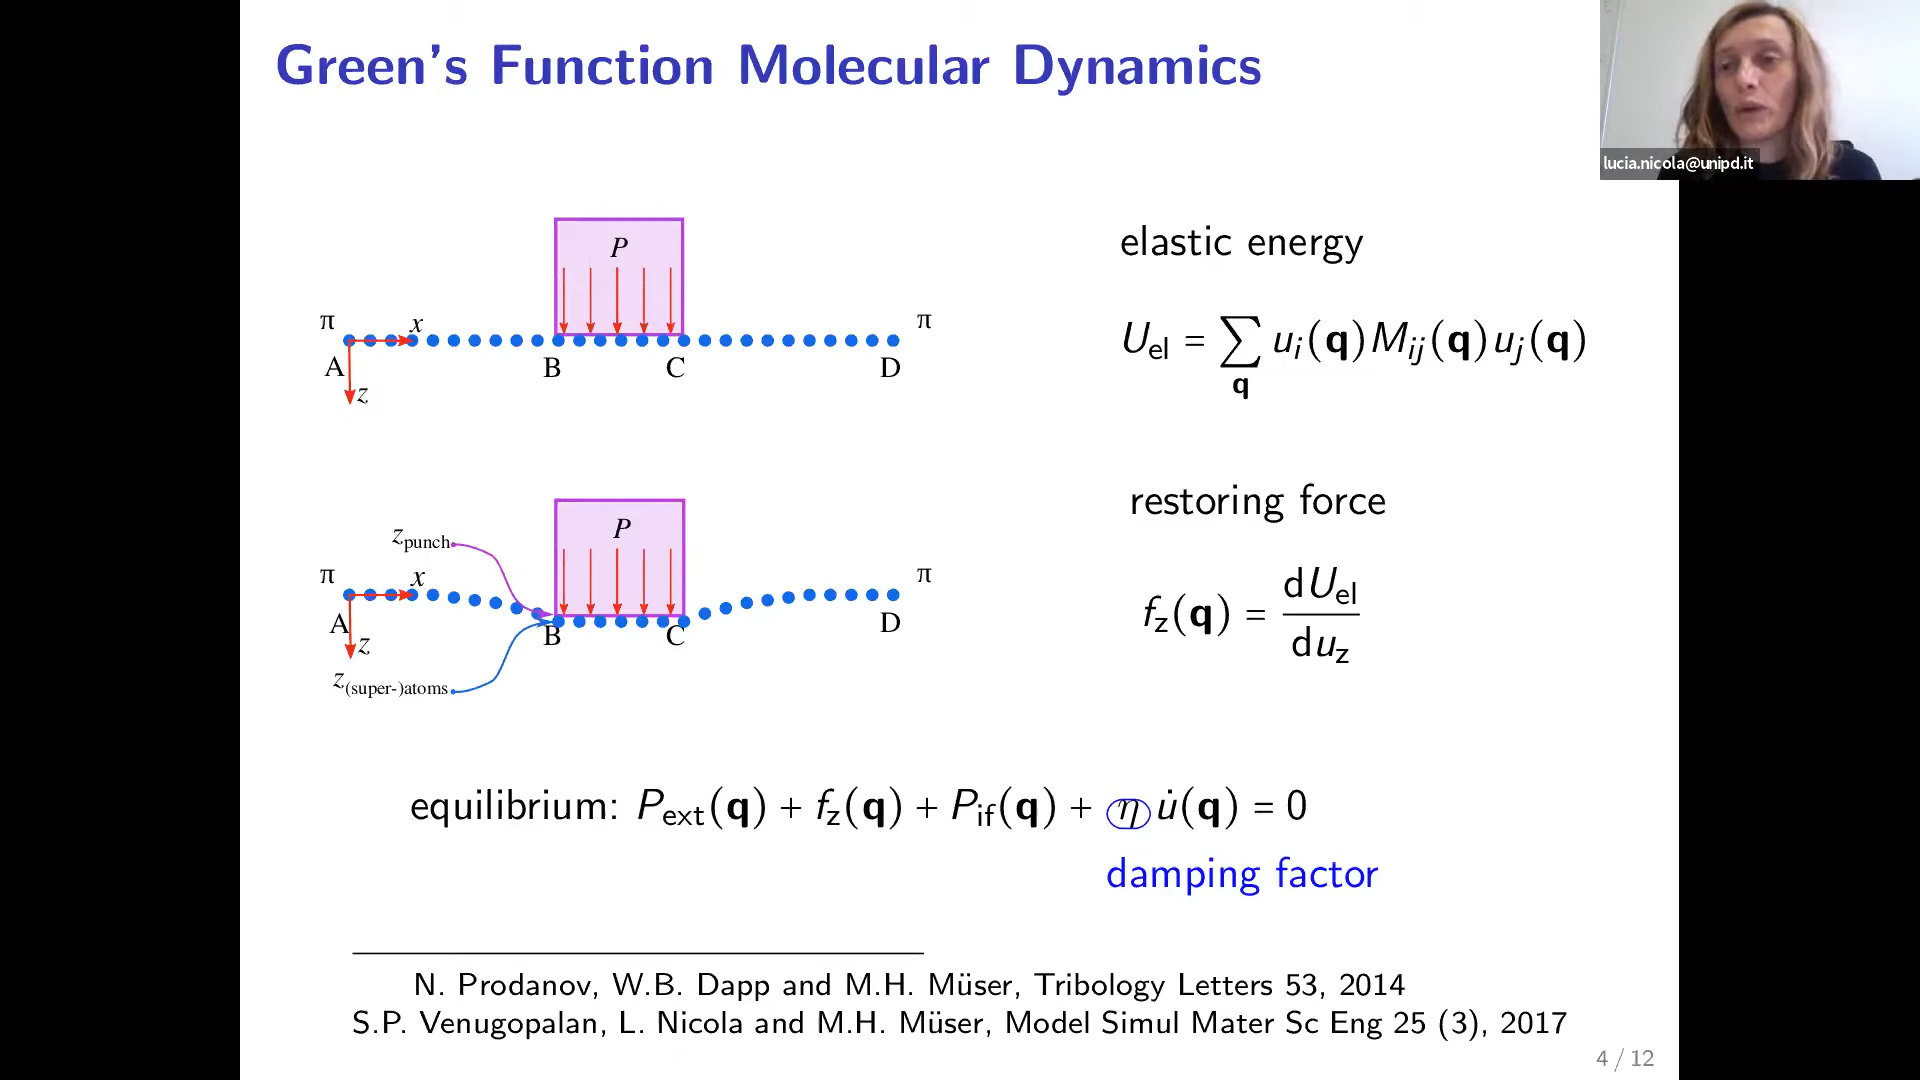 Green's Function Molecular Dynamics
lucia.nicola@unipd.it
P
π x π
A B C D
z
elastic energy
U_el = ∑_q u_i(q)M_ij(q)u_j(q)
P
z_punch
π x π
A B C D
z
z_(super-)atoms
restoring force
f_z(q) = dU_el / du_z
equilibrium: P_ext(q) + f_z(q) + P_if(q) + η u̇(q) = 0
damping factor
N. Prodanov, W.B. Dapp and M.H. Müser, Tribology Letters 53, 2014
S.P. Venugopalan, L. Nicola and M.H. Müser, Model Simul Mater Sc Eng 25 (3), 2017
4 / 12